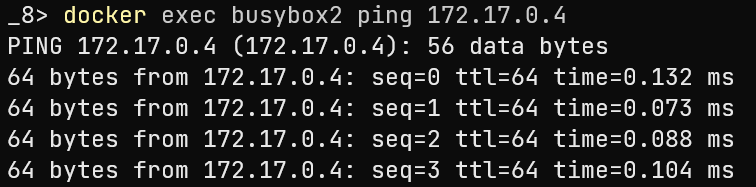 _8> docker exec busybox2 ping 172.17.0.4
PING 172.17.0.4 (172.17.0.4): 56 data bytes
64 bytes from 172.17.0.4: seq=0 ttl=64 time=0.132 ms
64 bytes from 172.17.0.4: seq=1 ttl=64 time=0.073 ms
64 bytes from 172.17.0.4: seq=2 ttl=64 time=0.088 ms
64 bytes from 172.17.0.4: seq=3 ttl=64 time=0.104 ms